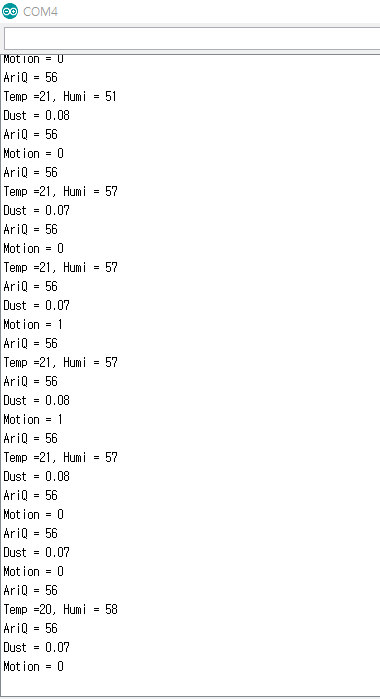 COM4
Motion = 0
AriQ = 56
Temp =21, Humi = 51
Dust = 0.08
AriQ = 56
Motion = 0
AriQ = 56
Temp =21, Humi = 57
Dust = 0.07
AriQ = 56
Motion = 0
Temp =21, Humi = 57
AriQ = 56
Dust = 0.07
Motion = 1
AriQ = 56
Temp =21, Humi = 57
AriQ = 56
Dust = 0.08
Motion = 1
AriQ = 56
Temp =21, Humi = 57
Dust = 0.08
AriQ = 56
Motion = 0
AriQ = 56
Dust = 0.07
Motion = 0
AriQ = 56
Temp =20, Humi = 58
AriQ = 56
Dust = 0.07
Motion = 0